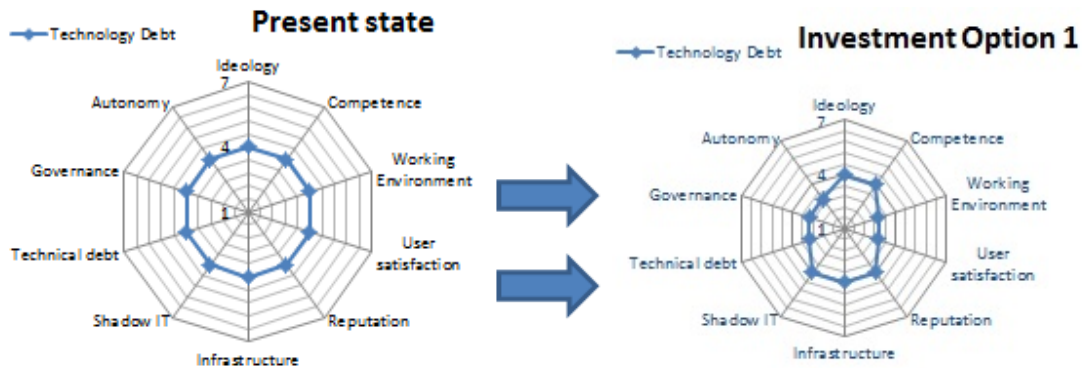 Present state
Technology Debt
Ideology
7
Autonomy
Competence
4
Governance
Working
Environment
1
Technical debt
User
satisfaction
Shadow IT
Reputation
Infrastructure
Investment Option 1
Technology Debt
Ideology
7
Autonomy
Competence
4
Governance
Working
Environment
1
Technical debt
User
satisfaction
Shadow IT
Reputation
Infrastructure